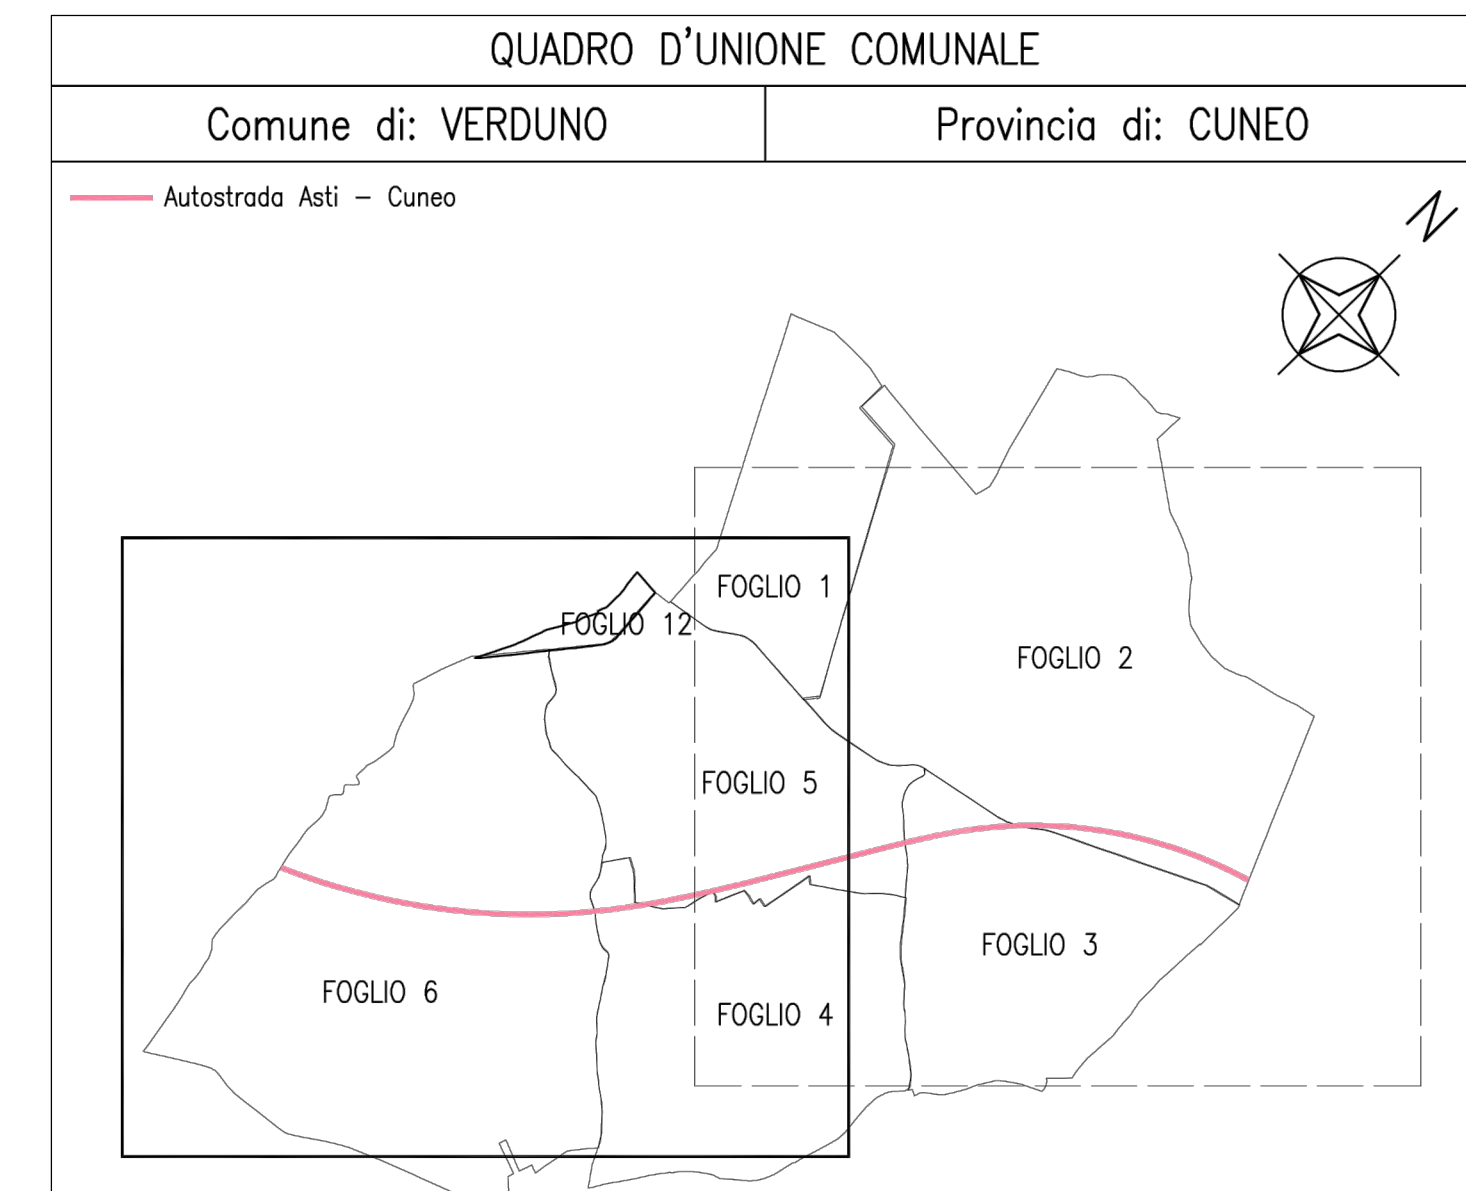 QUADRO D'UNIONE COMUNALE
Comune di: VERDUNO
Provincia di: CUNEO
Autostrada Asti – Cuneo
N
FOGLIO 1
FOGLIO 12
FOGLIO 2
FOGLIO 5
FOGLIO 3
FOGLIO 6
FOGLIO 4